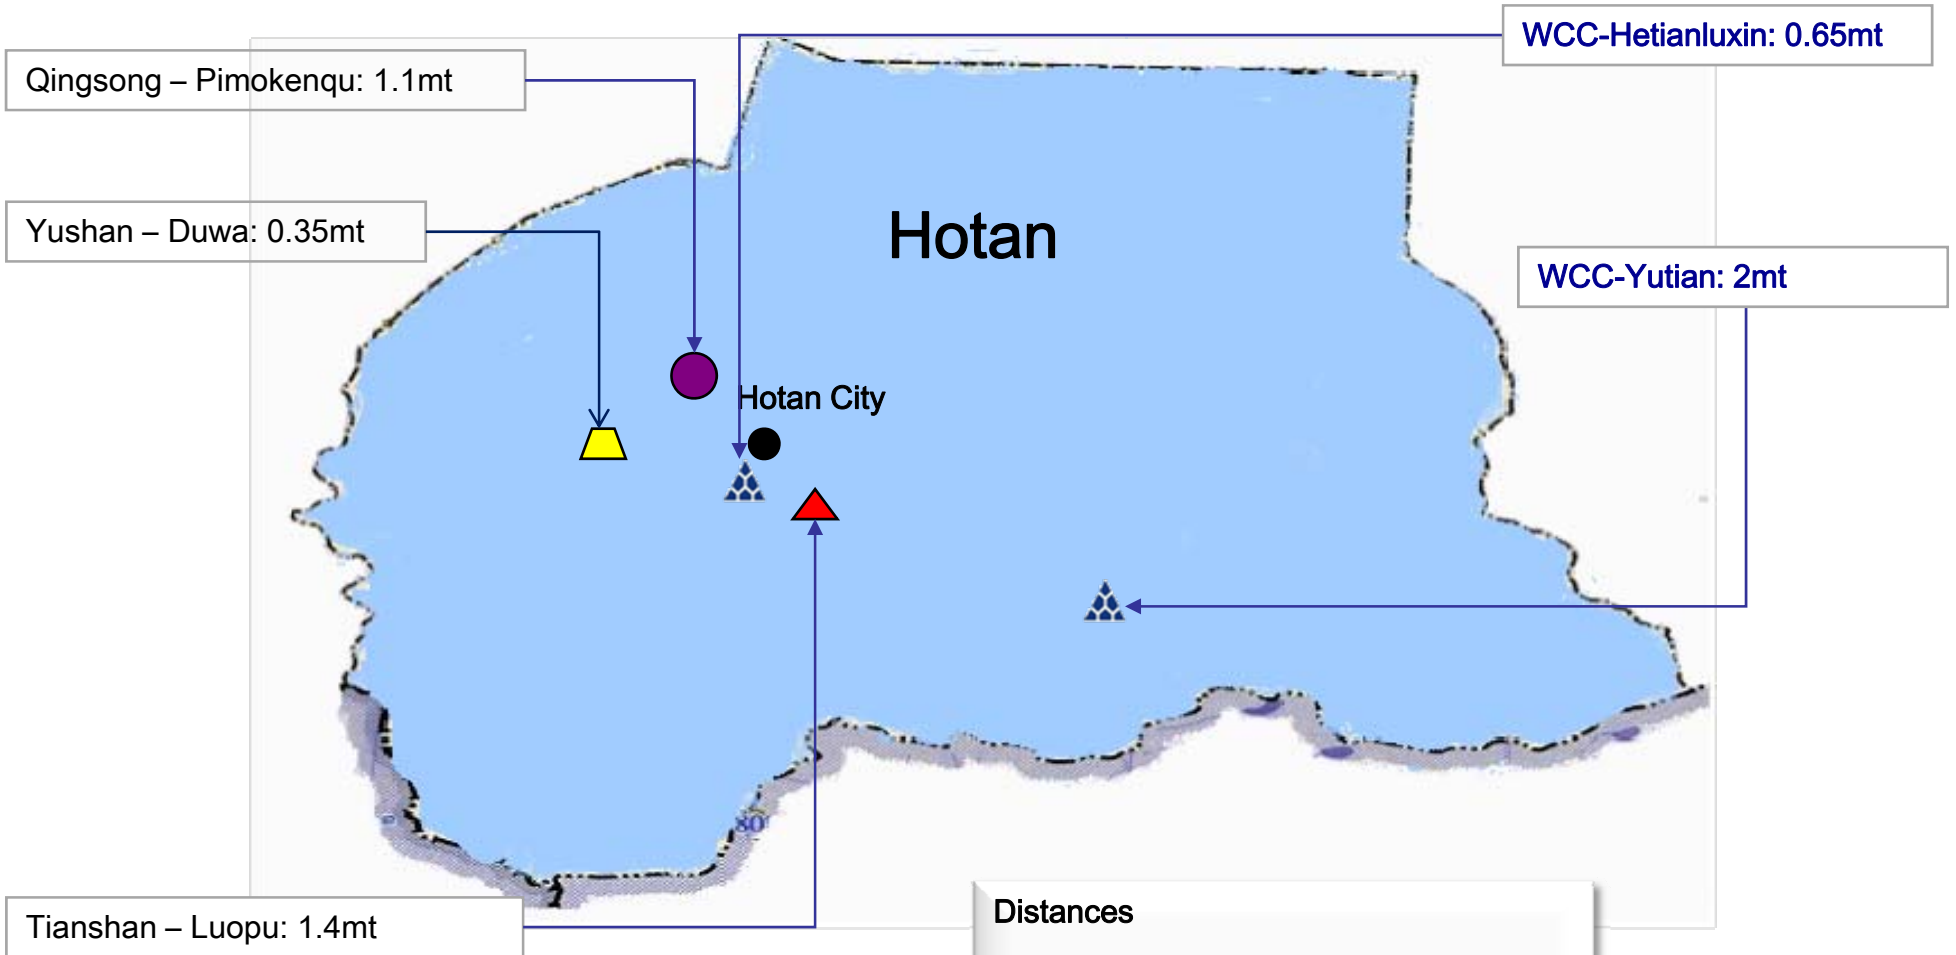 WCC-Hetianluxin: 0.65mt
Qingsong – Pimokenqu: 1.1mt
Yushan – Duwa: 0.35mt
Hotan
WCC-Yutian: 2mt
Hotan City
80
Tianshan – Luopu: 1.4mt
Distances